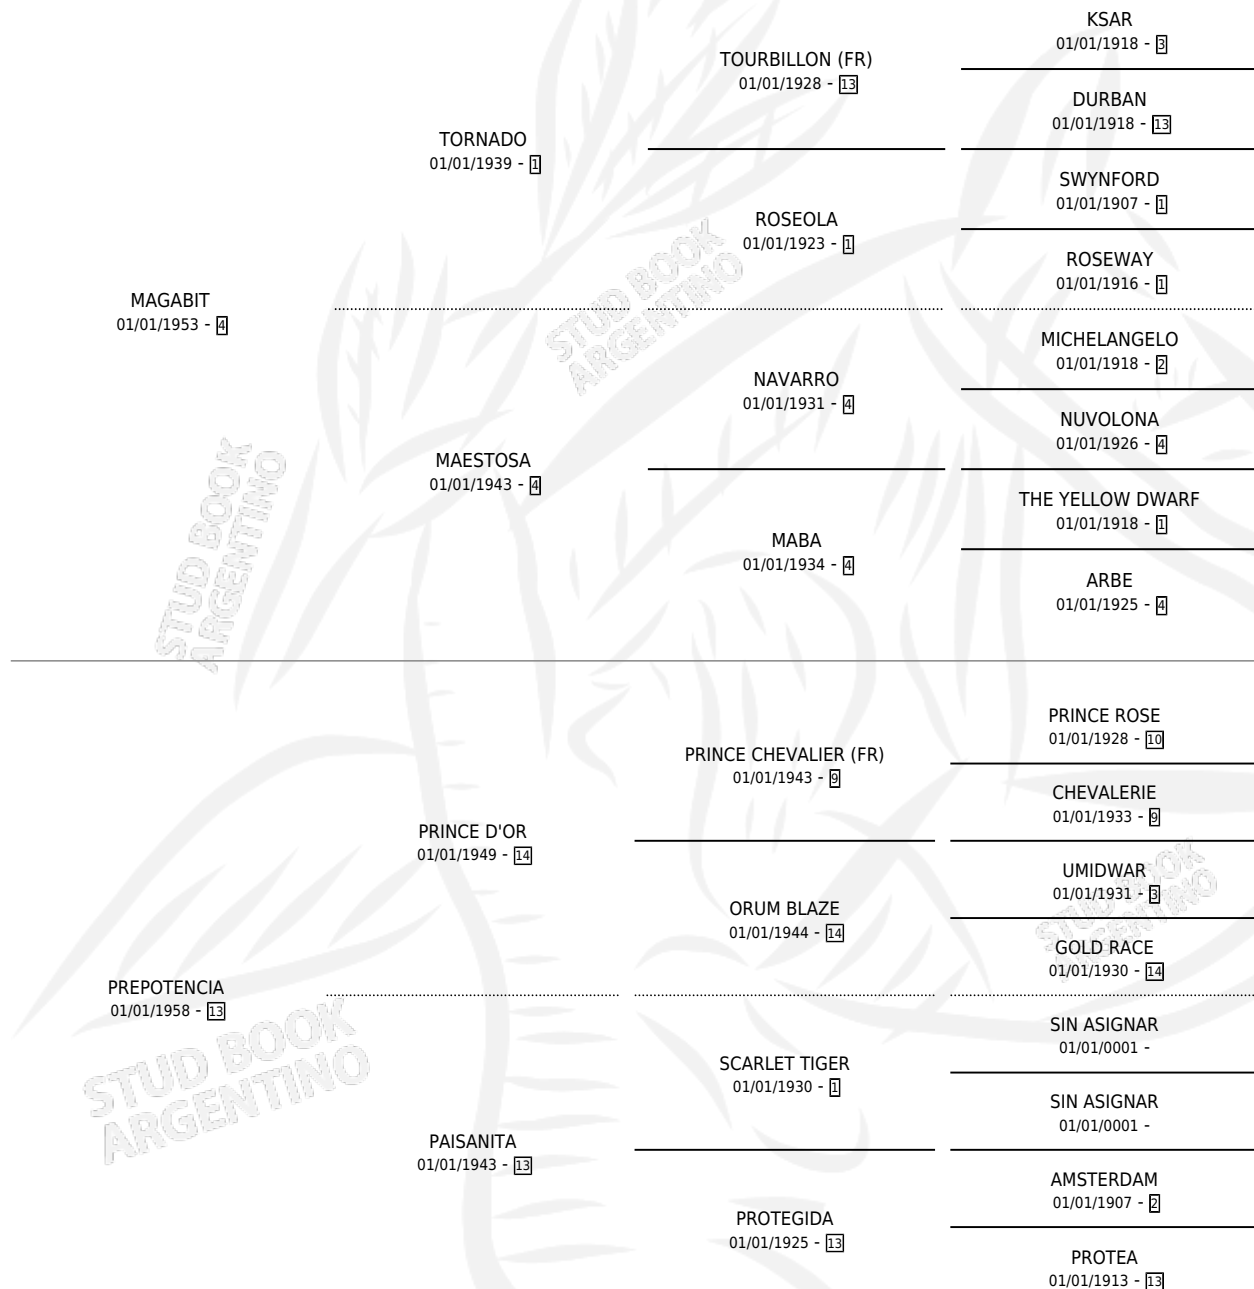 KSAR
01/01/1918 - 3
TOURBILLON (FR)
01/01/1928 - 13
DURBAN
01/01/1918 - 13
TORNADO
01/01/1939 - 1
SWYNFORD
01/01/1907 - 1
ROSEOLA
01/01/1923 - 1
ROSEWAY
01/01/1916 - 1
MAGABIT
01/01/1953 - 4
MICHELANGELO
01/01/1918 - 2
NAVARRO
01/01/1931 - 4
NUVOLONA
01/01/1926 - 4
MAESTOSA
01/01/1943 - 4
THE YELLOW DWARF
01/01/1918 - 1
MABA
01/01/1934 - 4
ARBE
01/01/1925 - 4
PRINCE ROSE
01/01/1928 - 10
PRINCE CHEVALIER (FR)
01/01/1943 - 9
CHEVALERIE
01/01/1933 - 9
PRINCE D'OR
01/01/1949 - 14
UMIDWAR
01/01/1931 - 3
ORUM BLAZE
01/01/1944 - 14
GOLD RACE
01/01/1930 - 14
PREPOTENCIA
01/01/1958 - 13
SIN ASIGNAR
01/01/0001 -
SCARLET TIGER
01/01/1930 - 1
SIN ASIGNAR
01/01/0001 -
PAISANITA
01/01/1943 - 13
AMSTERDAM
01/01/1907 - 2
PROTEGIDA
01/01/1925 - 13
PROTEA
01/01/1913 - 13
STUD BOOK
ARGENTINO
STUD BOOK
ARGENTINO
STUD BOOK
ARGENTINO
STUD BOOK
ARGENTINO